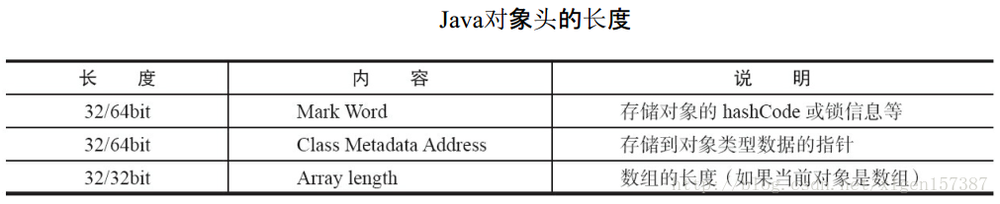 Java对象头的长度
长 度 内 容 说 明
32/64bit Mark Word 存储对象的 hashCode 或锁信息等
32/64bit Class Metadata Address 存储到对象类型数据的指针
32/32bit Array length 数组的长度（如果当前对象是数组）